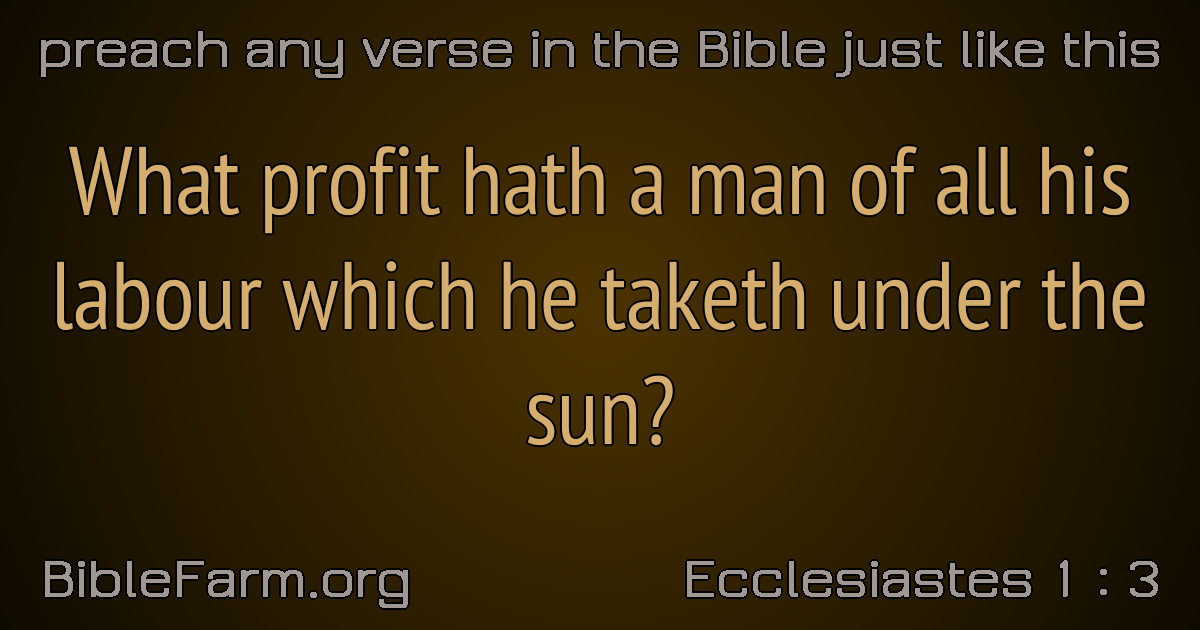 preach any verse in the Bible just like this
What profit hath a man of all his
labour which he taketh under the
sun?
BibleFarm.org
Ecclesiastes 1 : 3